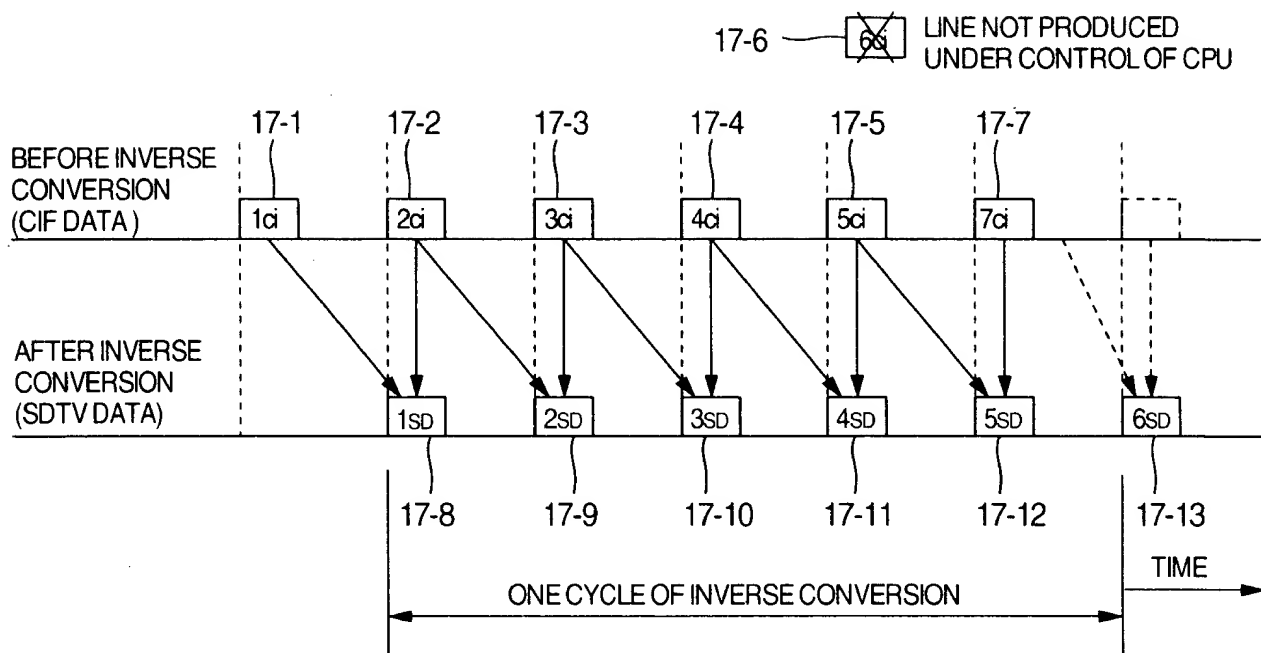 17-6
6ci
LINE NOT PRODUCED
UNDER CONTROL OF CPU
17-1
17-2
17-3
17-4
17-5
17-7
BEFORE INVERSE
CONVERSION
(CIF DATA)
1ci
2ci
3ci
4ci
5ci
7ci
AFTER INVERSE
CONVERSION
(SDTV DATA)
1SD
2SD
3SD
4SD
5SD
6SD
17-8
17-9
17-10
17-11
17-12
17-13
TIME
ONE CYCLE OF INVERSE CONVERSION